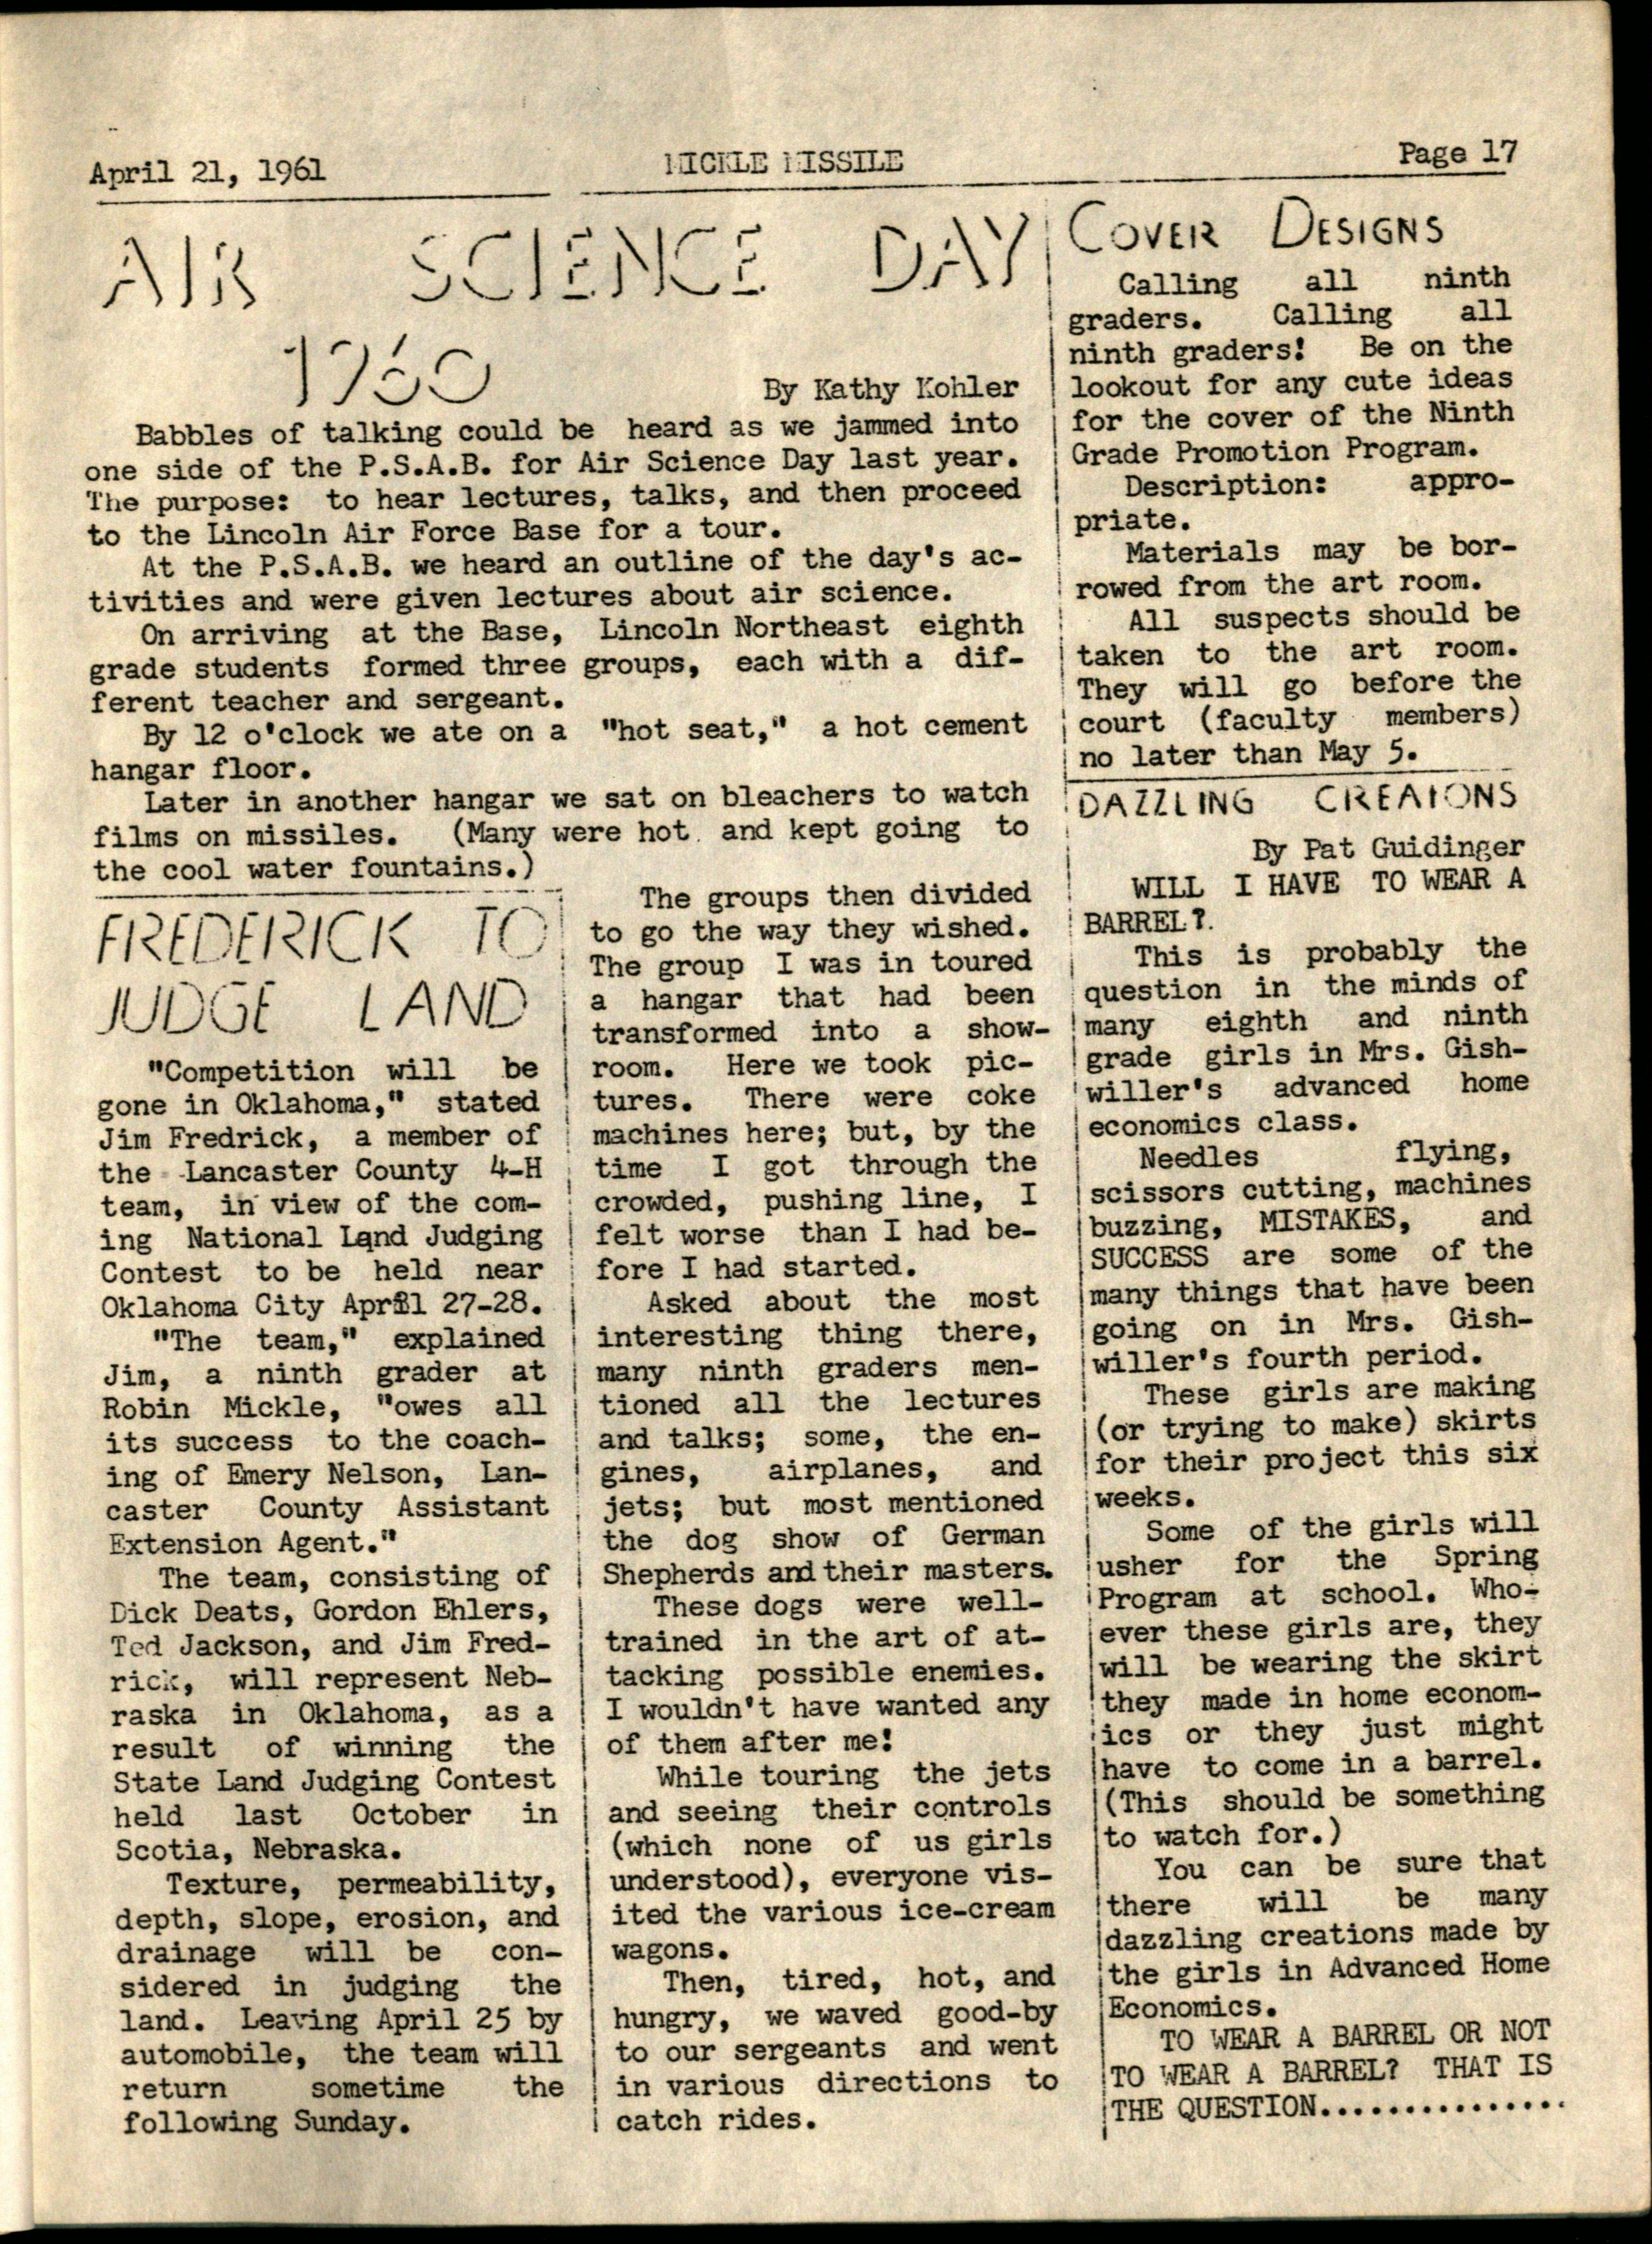 April 21, 1961
MICKLE MISSILE
Page 17
AIR SCIENCE DAY
1960
By Kathy Kohler
Babbles of talking could be heard as we jammed into
one side of the P.S.A.B. for Air Science Day last year.
The purpose: to hear lectures, talks, and then proceed
to the Lincoln Air Force Base for a tour.
At the P.S.A.B. we heard an outline of the day's ac-
tivities and were given lectures about air science.
On arriving at the Base, Lincoln Northeast eighth
grade students formed three groups, each with a dif-
ferent teacher and sergeant.
By 12 o'clock we ate on a "hot seat," a hot cement
hangar floor.
Later in another hangar we sat on bleachers to watch
films on missiles. (Many were hot and kept going to
the cool water fountains.)
The groups then divided
to go the way they wished.
The group I was in toured
a hangar that had been
transformed into a show-
room. Here we took pic-
tures. There were coke
machines here; but, by the
time I got through the
crowded, pushing line, I
felt worse than I had be-
fore I had started.
Asked about the most
interesting thing there,
many ninth graders men-
tioned all the lectures
and talks; some, the en-
gines, airplanes, and
jets; but most mentioned
the dog show of German
Shepherds and their masters.
These dogs were well-
trained in the art of at-
tacking possible enemies.
I wouldn't have wanted any
of them after me!
While touring the jets
and seeing their controls
(which none of us girls
understood), everyone vis-
ited the various ice-cream
wagons.
Then, tired, hot, and
hungry, we waved good-by
to our sergeants and went
in various directions to
catch rides.
FREDERICK TO
JUDGE LAND
"Competition will be
gone in Oklahoma," stated
Jim Fredrick, a member of
the Lancaster County 4-H
team, in view of the com-
ing National Land Judging
Contest to be held near
Oklahoma City April 27-28.
"The team," explained
Jim, a ninth grader at
Robin Mickle, "owes all
its success to the coach-
ing of Emery Nelson, Lan-
caster County Assistant
Extension Agent."
The team, consisting of
Dick Deats, Gordon Ehlers,
Ted Jackson, and Jim Fred-
rick, will represent Neb-
raska in Oklahoma, as a
result of winning the
State Land Judging Contest
held last October in
Scotia, Nebraska.
Texture, permeability,
depth, slope, erosion, and
drainage will be con-
sidered in judging the
land. Leaving April 25 by
automobile, the team will
return sometime the
following Sunday.
COVER DESIGNS
Calling all ninth
graders. Calling all
ninth graders! Be on the
lookout for any cute ideas
for the cover of the Ninth
Grade Promotion Program.
Description: appro-
priate.
Materials may be bor-
rowed from the art room.
All suspects should be
taken to the art room.
They will go before the
court (faculty members)
no later than May 5.
DAZZLING CREAIONS
By Pat Guidinger
WILL I HAVE TO WEAR A
BARREL?.
This is probably the
question in the minds of
many eighth and ninth
grade girls in Mrs. Gish-
willer's advanced home
economics class.
Needles flying,
scissors cutting, machines
buzzing, MISTAKES, and
SUCCESS are some of the
many things that have been
going on in Mrs. Gish-
willer's fourth period.
These girls are making
(or trying to make) skirts
for their project this six
weeks.
Some of the girls will
usher for the Spring
Program at school. Who-
ever these girls are, they
will be wearing the skirt
they made in home econom-
ics or they just might
have to come in a barrel.
(This should be something
to watch for.)
You can be sure that
there will be many
dazzling creations made by
the girls in Advanced Home
Economics.
TO WEAR A BARREL OR NOT
TO WEAR A BARREL? THAT IS
THE QUESTION...............